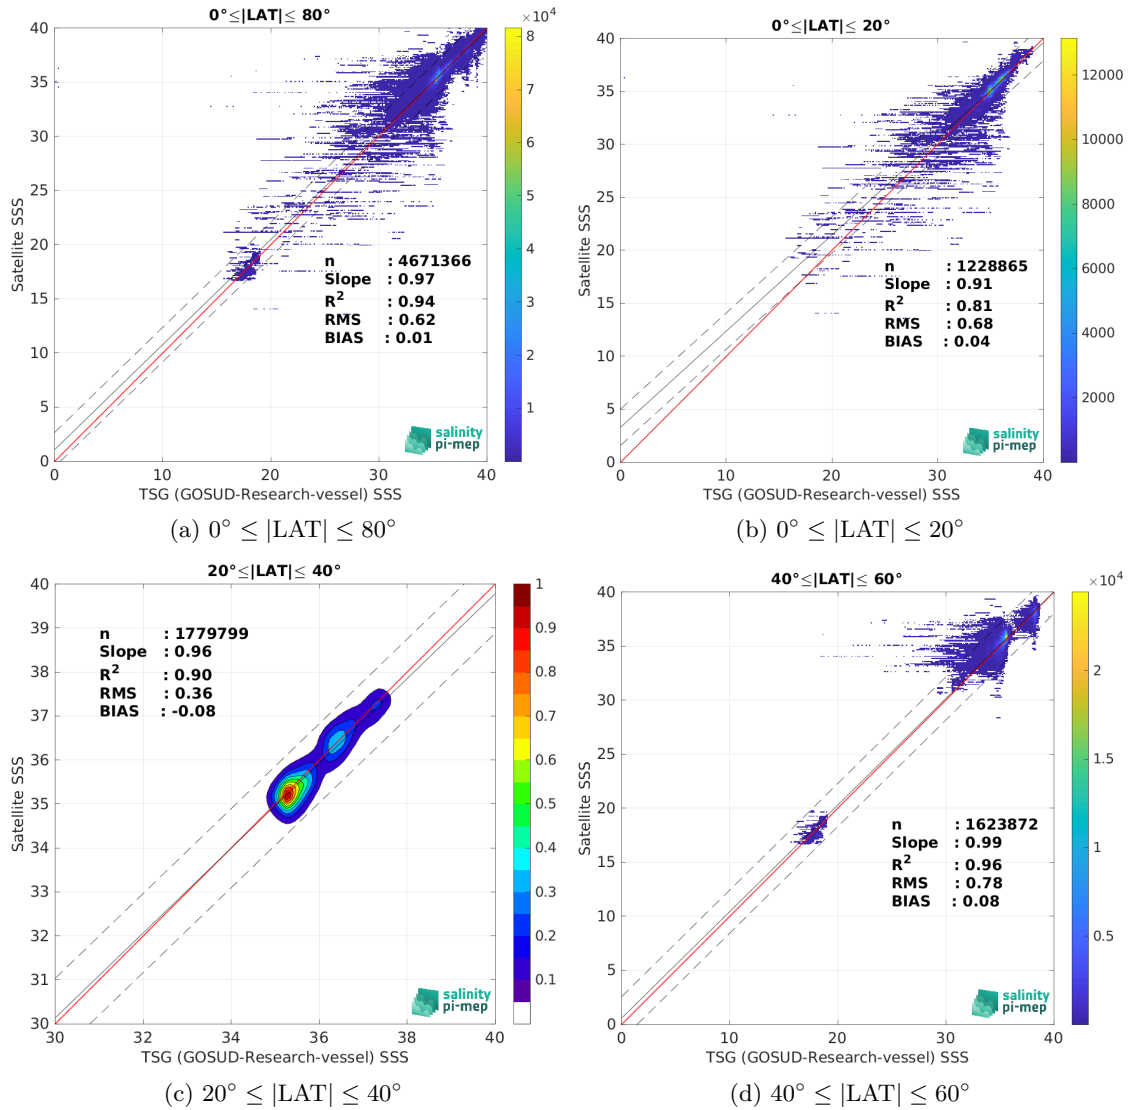 0°≤|LAT|≤ 80°
×10⁴
40
35
30
25
20
15
10
5
0
0
10
20
30
40
8
7
6
5
4
3
2
1
Satellite SSS
n : 4671366
Slope : 0.97
R² : 0.94
RMS : 0.62
BIAS : 0.01
salinity
pi-mep
TSG (GOSUD-Research-vessel) SSS
(a) 0° ≤ |LAT| ≤ 80°
0°≤|LAT|≤ 20°
40
35
30
25
20
15
10
5
0
0
10
20
30
40
12000
10000
8000
6000
4000
2000
0
Satellite SSS
n : 1228865
Slope : 0.91
R² : 0.81
RMS : 0.68
BIAS : 0.04
salinity
pi-mep
TSG (GOSUD-Research-vessel) SSS
(b) 0° ≤ |LAT| ≤ 20°
20°≤|LAT|≤ 40°
40
39
38
37
36
35
34
33
32
31
30
30
32
34
36
38
40
1
0.9
0.8
0.7
0.6
0.5
0.4
0.3
0.2
0.1
Satellite SSS
n : 1779799
Slope : 0.96
R² : 0.90
RMS : 0.36
BIAS : -0.08
salinity
pi-mep
TSG (GOSUD-Research-vessel) SSS
(c) 20° ≤ |LAT| ≤ 40°
40°≤|LAT|≤ 60°
×10⁴
40
35
30
25
20
15
10
5
0
0
10
20
30
40
2
1.5
1
0.5
Satellite SSS
n : 1623872
Slope : 0.99
R² : 0.96
RMS : 0.78
BIAS : 0.08
salinity
pi-mep
TSG (GOSUD-Research-vessel) SSS
(d) 40° ≤ |LAT| ≤ 60°